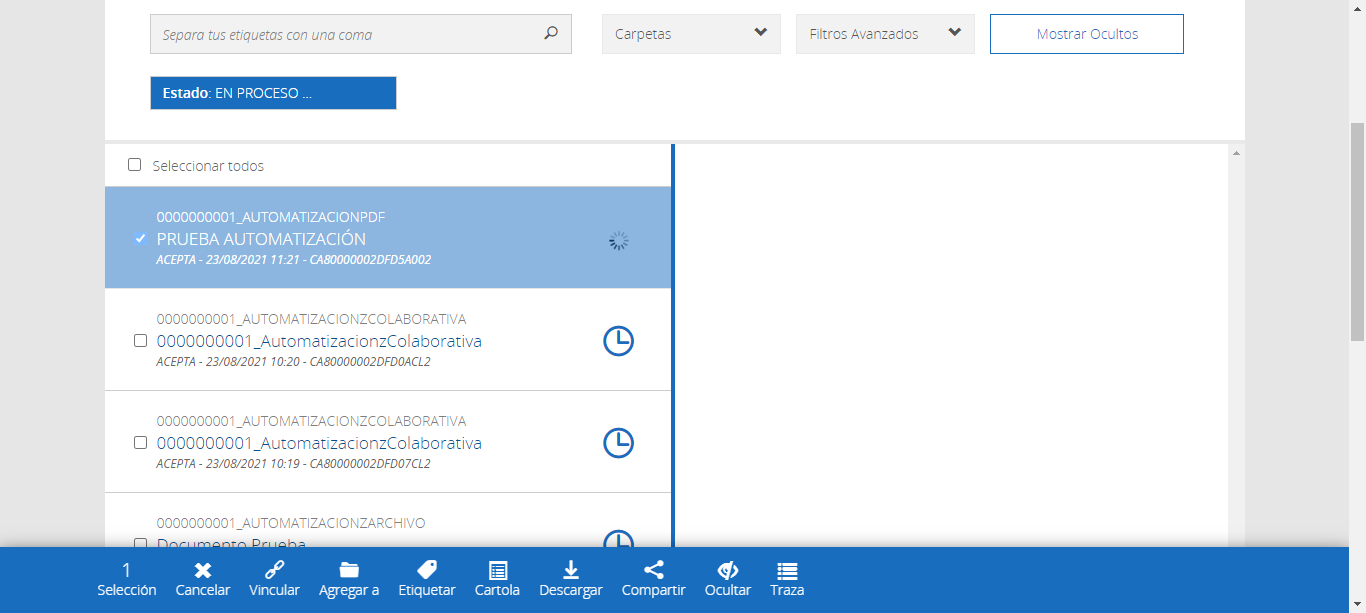 Separa tus etiquetas con una coma
Carpetas
Filtros Avanzados
Mostrar Ocultos
Estado: EN PROCESO ...
Seleccionar todos
0000000001_AUTOMATIZACIONPDF
PRUEBA AUTOMATIZACIÓN
ACEPTA - 23/08/2021 11:21 - CA80000002DFD5A002
0000000001_AUTOMATIZACIONZCOLABORATIVA
0000000001_AutomatizacionzColaborativa
ACEPTA - 23/08/2021 10:20 - CA80000002DFD0ACL2
0000000001_AUTOMATIZACIONZCOLABORATIVA
0000000001_AutomatizacionzColaborativa
ACEPTA - 23/08/2021 10:19 - CA80000002DFD07CL2
0000000001_AUTOMATIZACIONZARCHIVO
Documento Prueba
1
Selección
Cancelar
Vincular
Agregar a
Etiquetar
Cartola
Descargar
Compartir
Ocultar
Traza